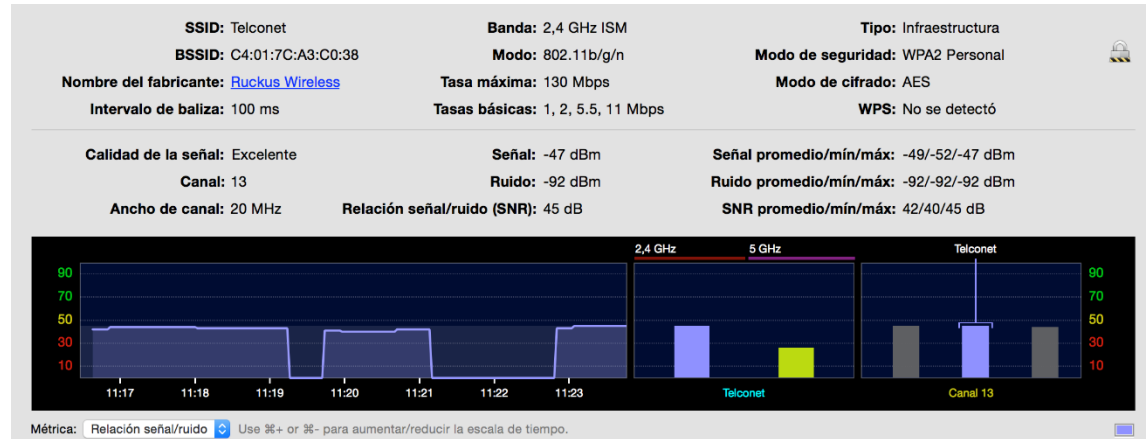 SSID: Telconet Banda: 2,4 GHz ISM Tipo: Infraestructura
BSSID: C4:01:7C:A3:C0:38 Modo: 802.11b/g/n Modo de seguridad: WPA2 Personal
Nombre del fabricante: Ruckus Wireless Tasa máxima: 130 Mbps Modo de cifrado: AES
Intervalo de baliza: 100 ms Tasas básicas: 1, 2, 5.5, 11 Mbps WPS: No se detectó
Calidad de la señal: Excelente Señal: -47 dBm Señal promedio/mín/máx: -49/-52/-47 dBm
Canal: 13 Ruido: -92 dBm Ruido promedio/mín/máx: -92/-92/-92 dBm
Ancho de canal: 20 MHz Relación señal/ruido (SNR): 45 dB SNR promedio/mín/máx: 42/40/45 dB
2,4 GHz 5 GHz Telconet
90 90
70 70
50 50
30 30
10 10
11:17 11:18 11:19 11:20 11:21 11:22 11:23 Telconet Canal 13
Métrica: Relación señal/ruido Use ⌘+ or ⌘- para aumentar/reducir la escala de tiempo.